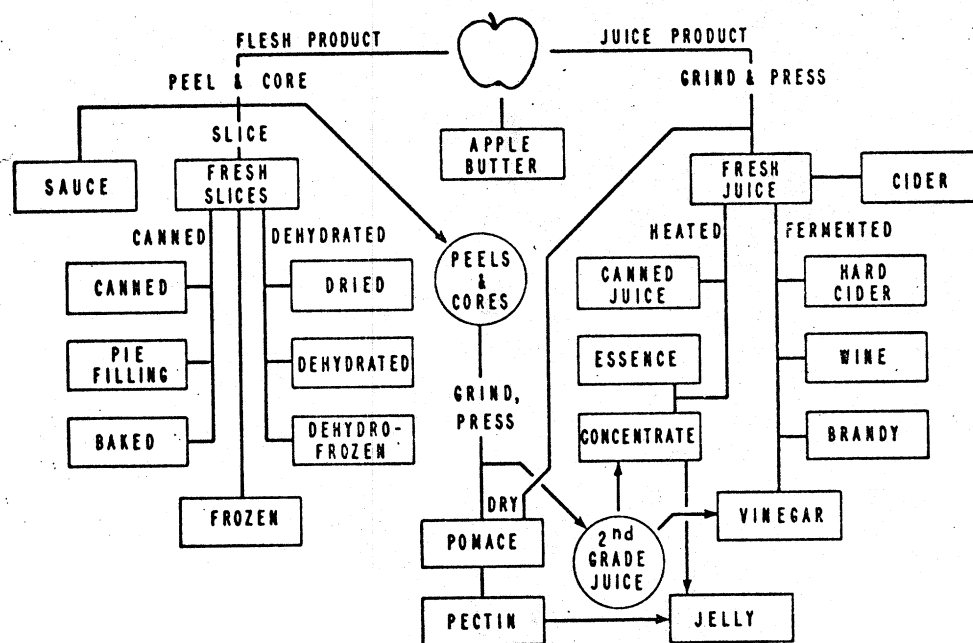 FLESH PRODUCT
JUICE PRODUCT
PEEL & CORE
GRIND & PRESS
SLICE
APPLE
BUTTER
SAUCE
FRESH
SLICES
FRESH
JUICE
CIDER
CANNED
DEHYDRATED
HEATED
FERMENTED
PEELS
&
CORES
CANNED
DRIED
CANNED
JUICE
HARD
CIDER
PIE
FILLING
DEHYDRATED
ESSENCE
WINE
GRIND,
PRESS
BAKED
DEHYDRO-
FROZEN
CONCENTRATE
BRANDY
FROZEN
DRY
POMACE
2nd
GRADE
JUICE
VINEGAR
PECTIN
JELLY